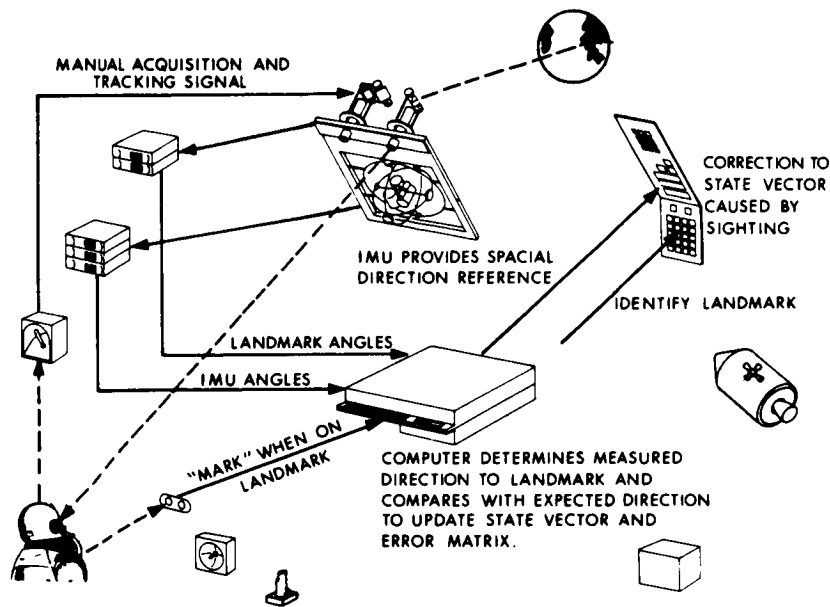 MANUAL ACQUISITION AND
TRACKING SIGNAL
CORRECTION TO
STATE VECTOR
CAUSED BY
SIGHTING
IMU PROVIDES SPACIAL
DIRECTION REFERENCE
IDENTIFY LANDMARK
LANDMARK ANGLES
IMU ANGLES
"MARK" WHEN ON
LANDMARK
COMPUTER DETERMINES MEASURED
DIRECTION TO LANDMARK AND
COMPARES WITH EXPECTED DIRECTION
TO UPDATE STATE VECTOR AND
ERROR MATRIX.